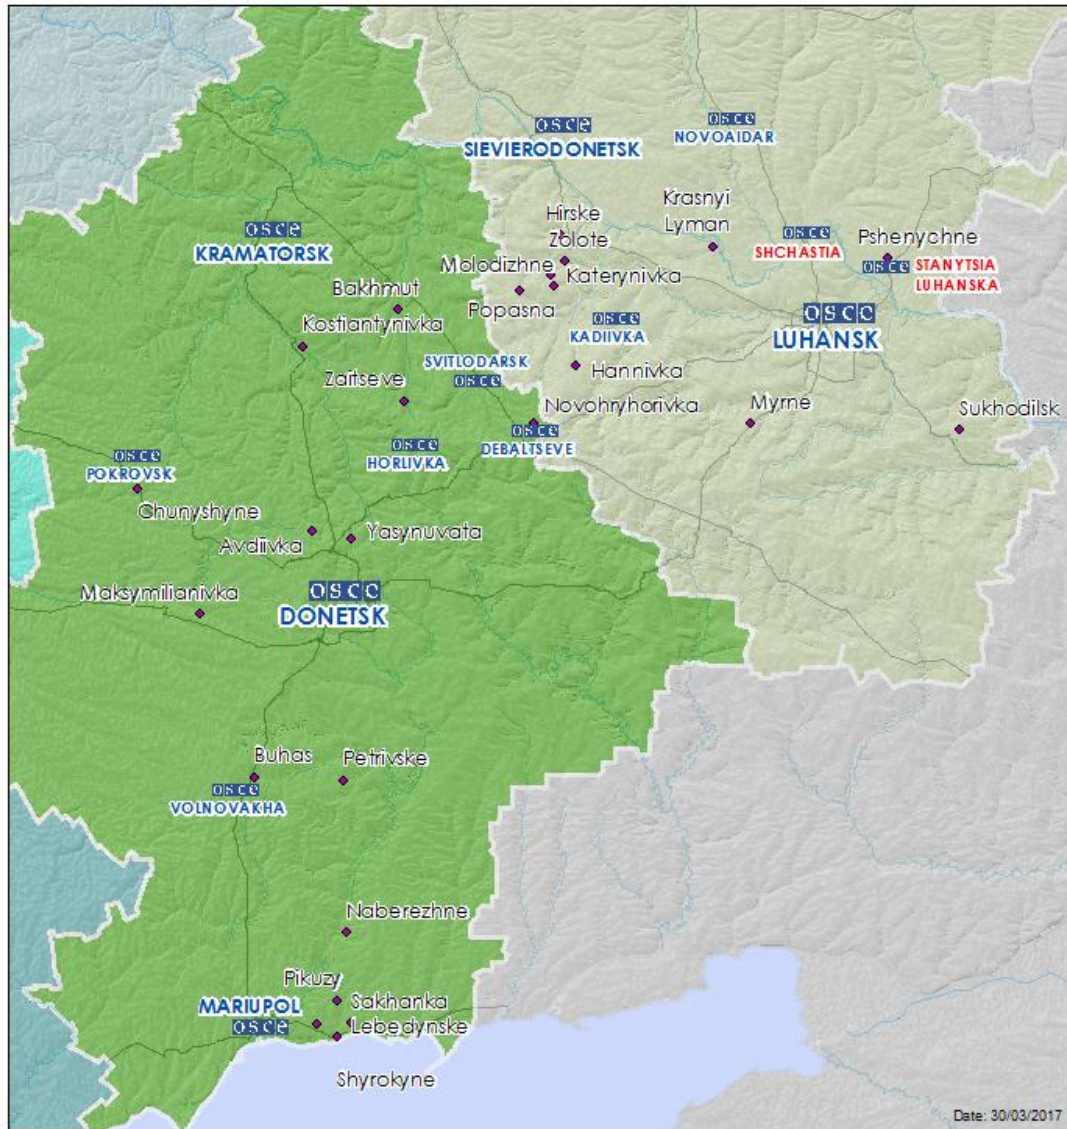 osce
SIEVIERODONETSK
osce
NOVOAIDAR
osce
KRAMATORSK
Hirske
Zolote
Krasnyi
Lyman
osce
SHCHASTIA
Pshenychne
osce
STANYTSIA
LUHANSKA
Molodizhne
Katerynivka
Popasna
Bakhmut
Kostiantynivka
osce
KADIIVKA
osce
LUHANSK
SVITLODARSK
osce
Hannivka
Zaitseve
Novohryhorivka
Myrne
Sukhodilsk
osce
DEBALTSEVE
osce
HORLIVKA
osce
POKROVSK
Chunyshyne
Avdiivka
Yasynuvata
osce
DONETSK
Maksymilianivka
Buhas
Petrivske
osce
VOLNOVAKHA
Naberezhne
Pikuzy
Sakhanka
MARIUPOL
osce
Lebedynske
Shyrokyne
Date: 30/03/2017